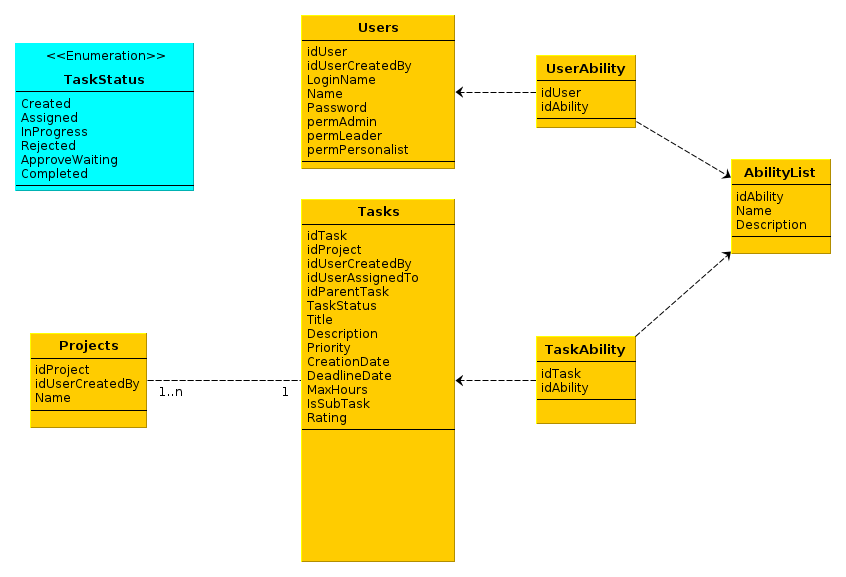 <<Enumeration>>
TaskStatus
Created
Assigned
InProgress
Rejected
ApproveWaiting
Completed
Users
idUser
idUserCreatedBy
LoginName
Name
Password
permAdmin
permLeader
permPersonalist
UserAbility
idUser
idAbility
AbilityList
idAbility
Name
Description
Tasks
idTask
idProject
idUserCreatedBy
idUserAssignedTo
idParentTask
TaskStatus
Title
Description
Priority
CreationDate
DeadlineDate
MaxHours
IsSubTask
Rating
Projects
idProject
idUserCreatedBy
Name
1..n
1
TaskAbility
idTask
idAbility